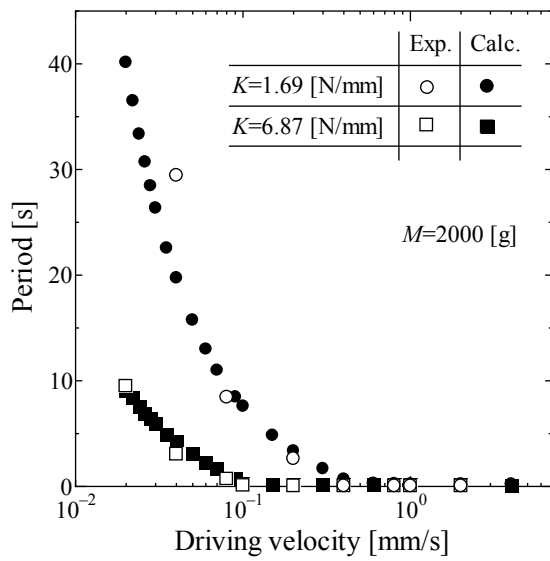 Exp. Calc.
K=1.69 [N/mm]
K=6.87 [N/mm]
M=2000 [g]
Period [s]
40
30
20
10
0
10⁻² 10⁻¹ 10⁰
Driving velocity [mm/s]